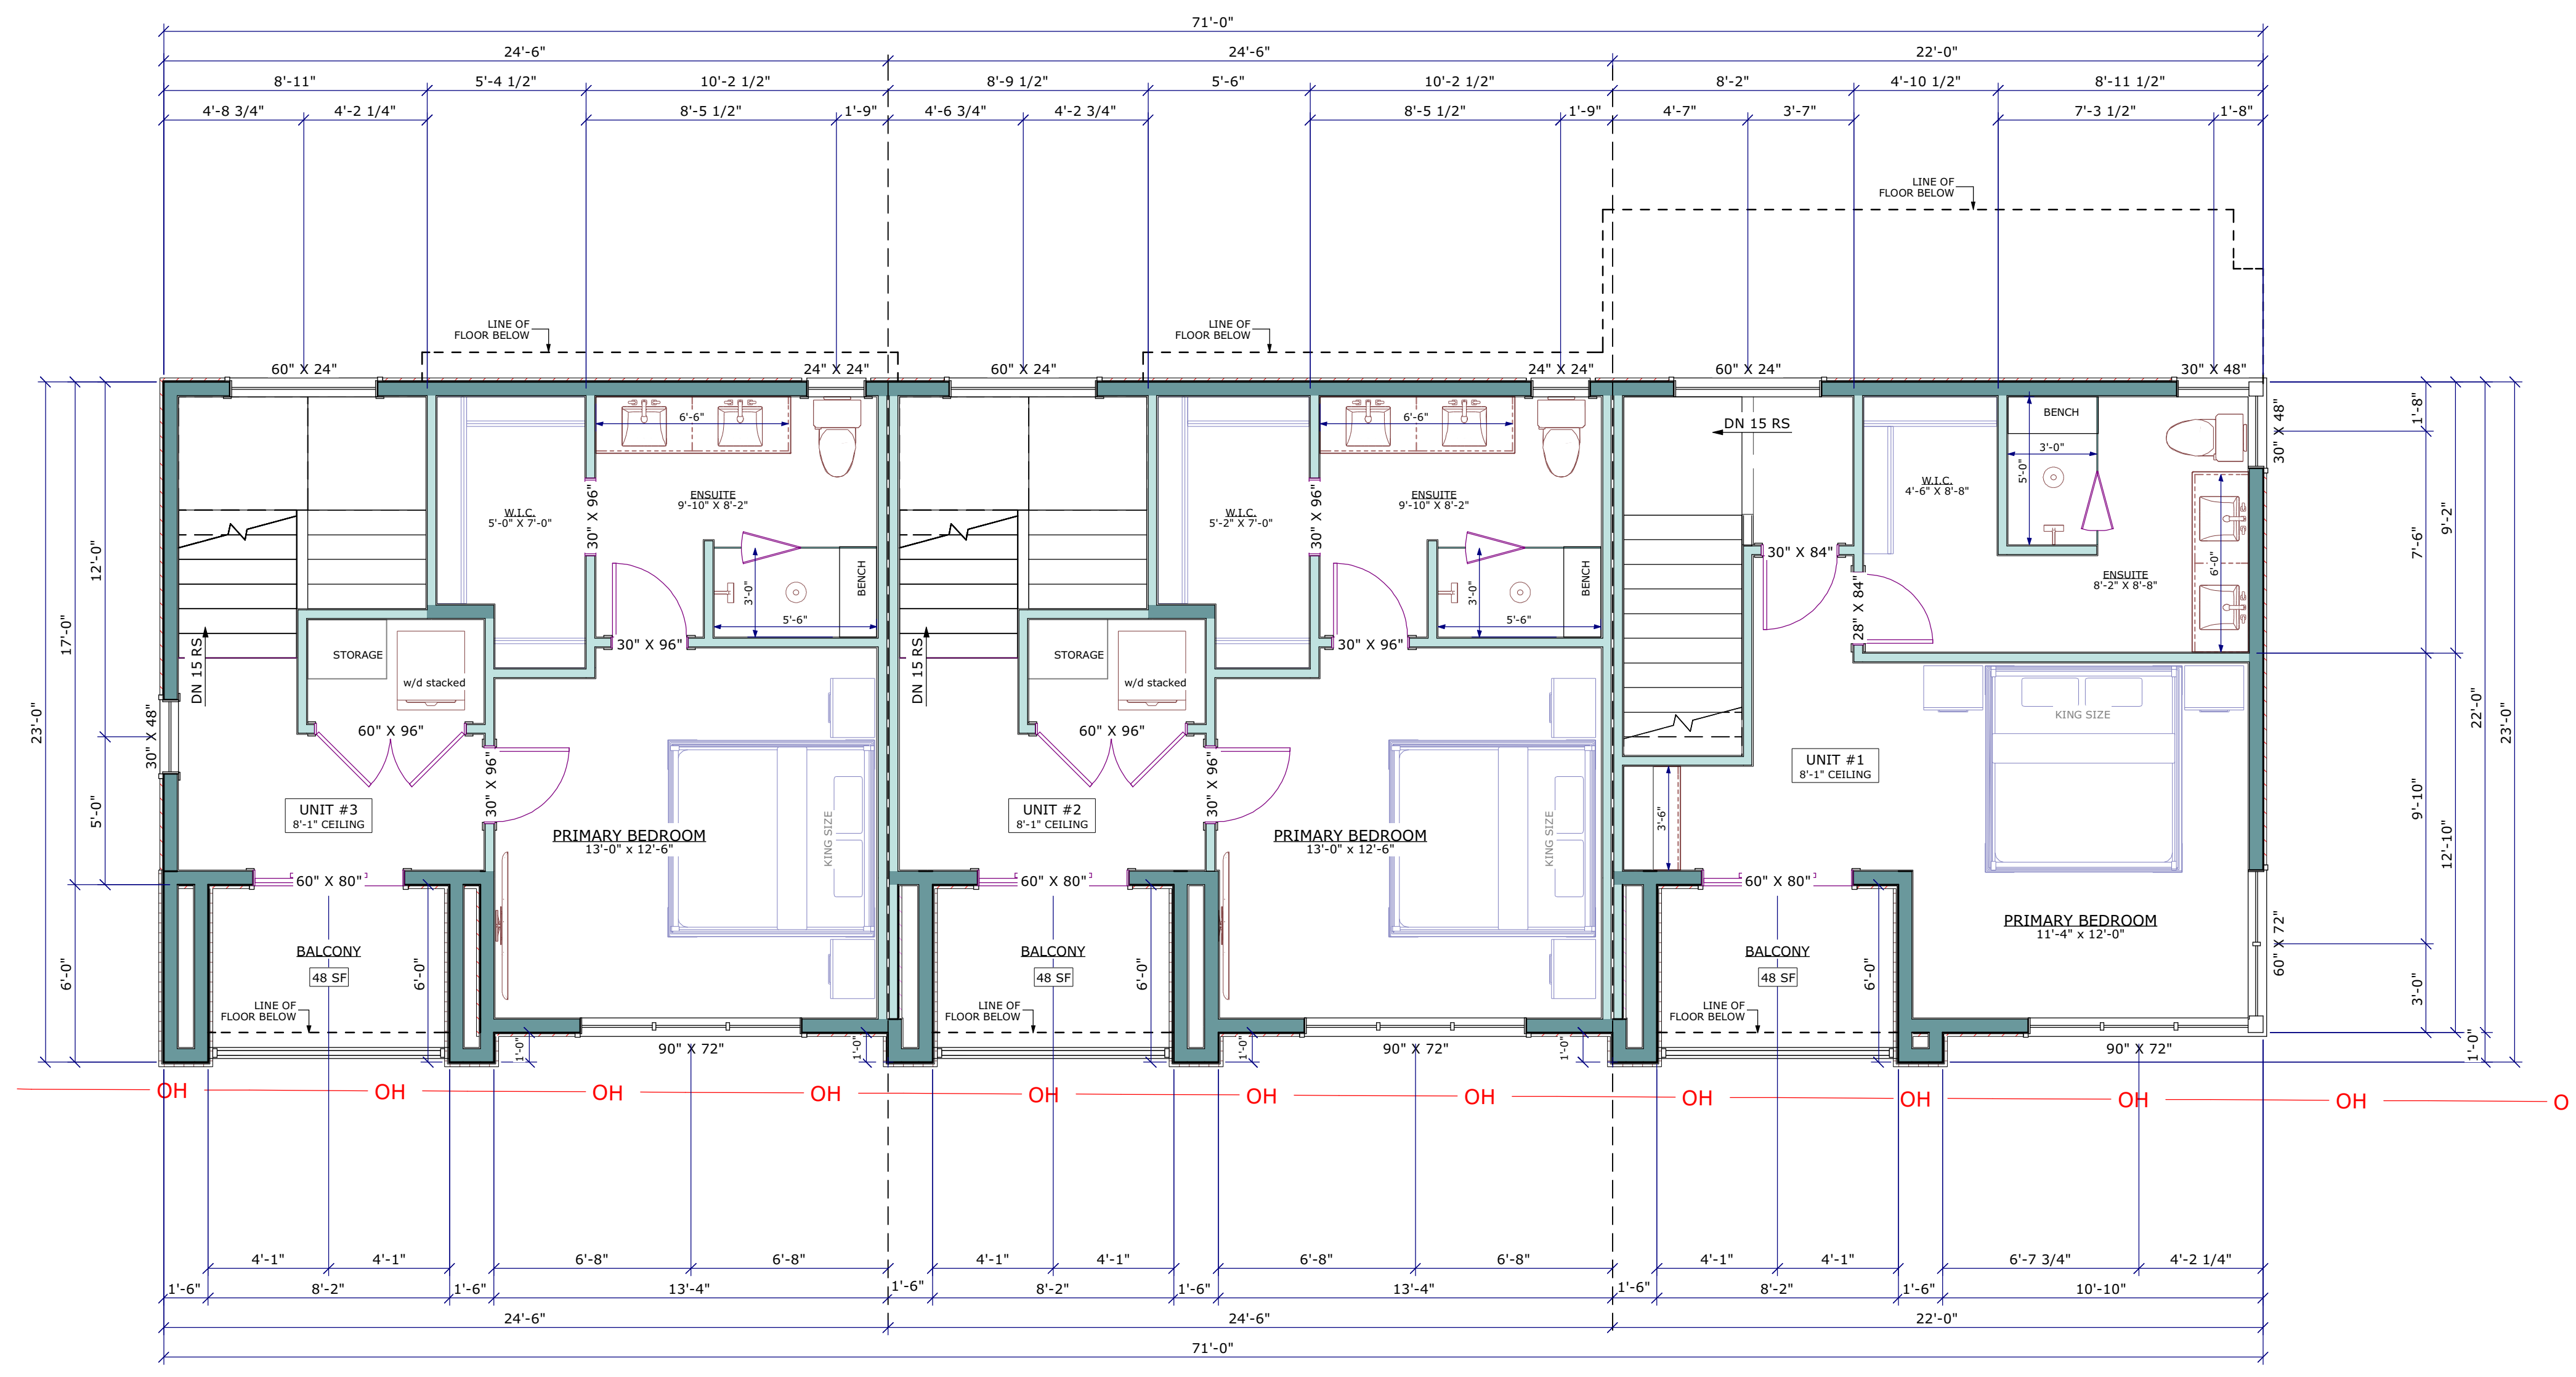 71'-0"
24'-6" 24'-6" 22'-0"
8'-11" 5'-4 1/2" 10'-2 1/2" 8'-9 1/2" 5'-6" 10'-2 1/2" 8'-2" 4'-10 1/2" 8'-11 1/2"
4'-8 3/4" 4'-2 1/4" 8'-5 1/2" 1'-9" 4'-6 3/4" 4'-2 3/4" 8'-5 1/2" 1'-9" 4'-7" 3'-7" 7'-3 1/2" 1'-8"
LINE OF
FLOOR BELOW
LINE OF
FLOOR BELOW
LINE OF
FLOOR BELOW
60" X 24" 24" X 24" 60" X 24" 24" X 24" 60" X 24" 30" X 48"
23'-0"
17'-0"
6'-0"
12'-0"
5'-0"
30" X 48"
DN 15 RS
W.I.C.
5'-0" X 7'-0"
30" X 96"
6'-6"
ENSUITE
9'-10" X 8'-2"
3'-0"
5'-6"
BENCH
30" X 96"
STORAGE
w/d stacked
60" X 96"
30" X 96"
UNIT #3
8'-1" CEILING
PRIMARY BEDROOM
13'-0" x 12'-6"
KING SIZE
60" X 80"
BALCONY
48 SF
6'-0"
LINE OF
FLOOR BELOW
1'-0"
90" X 72"
1'-0"
DN 15 RS
W.I.C.
5'-2" X 7'-0"
30" X 96"
6'-6"
ENSUITE
9'-10" X 8'-2"
3'-0"
5'-6"
BENCH
30" X 96"
STORAGE
w/d stacked
60" X 96"
30" X 96"
UNIT #2
8'-1" CEILING
PRIMARY BEDROOM
13'-0" x 12'-6"
KING SIZE
60" X 80"
BALCONY
48 SF
6'-0"
LINE OF
FLOOR BELOW
1'-0"
90" X 72"
1'-0"
DN 15 RS
30" X 84"
28" X 84"
W.I.C.
4'-6" X 8'-8"
BENCH
3'-0"
5'-0"
ENSUITE
8'-2" X 8'-8"
6'-0"
UNIT #1
8'-1" CEILING
KING SIZE
3'-6"
PRIMARY BEDROOM
11'-4" x 12'-0"
60" X 80"
BALCONY
48 SF
6'-0"
LINE OF
FLOOR BELOW
90" X 72"
30" X 48"
60" X 72"
1'-8"
7'-6"
9'-10"
3'-0"
9'-2"
12'-10"
22'-0"
1'-0"
23'-0"
OH OH OH OH OH OH OH OH OH OH OH O
4'-1" 4'-1" 6'-8" 6'-8" 4'-1" 4'-1" 6'-8" 6'-8" 4'-1" 4'-1" 6'-7 3/4" 4'-2 1/4"
1'-6" 8'-2" 1'-6" 13'-4" 1'-6" 8'-2" 1'-6" 13'-4" 1'-6" 8'-2" 1'-6" 10'-10"
24'-6" 24'-6" 22'-0"
71'-0"